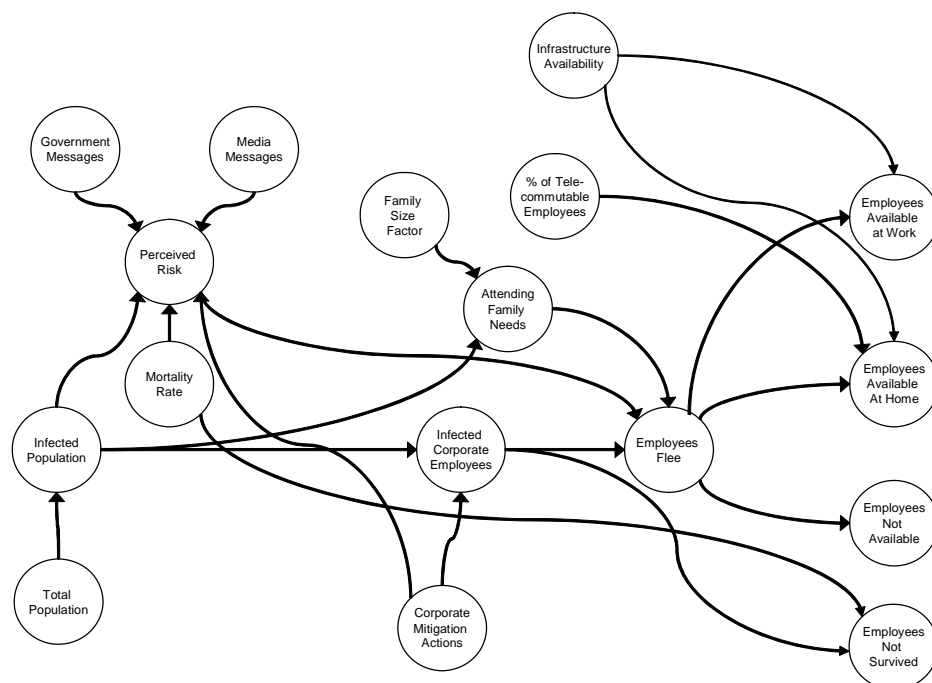 Infrastructure
Availability
Government
Messages
Media
Messages
% of Tele-
commutable
Employees
Family
Size
Factor
Employees
Available
at Work
Perceived
Risk
Attending
Family
Needs
Mortality
Rate
Employees
Available
At Home
Infected
Population
Infected
Corporate
Employees
Employees
Flee
Employees
Not
Available
Total
Population
Corporate
Mitigation
Actions
Employees
Not
Survived